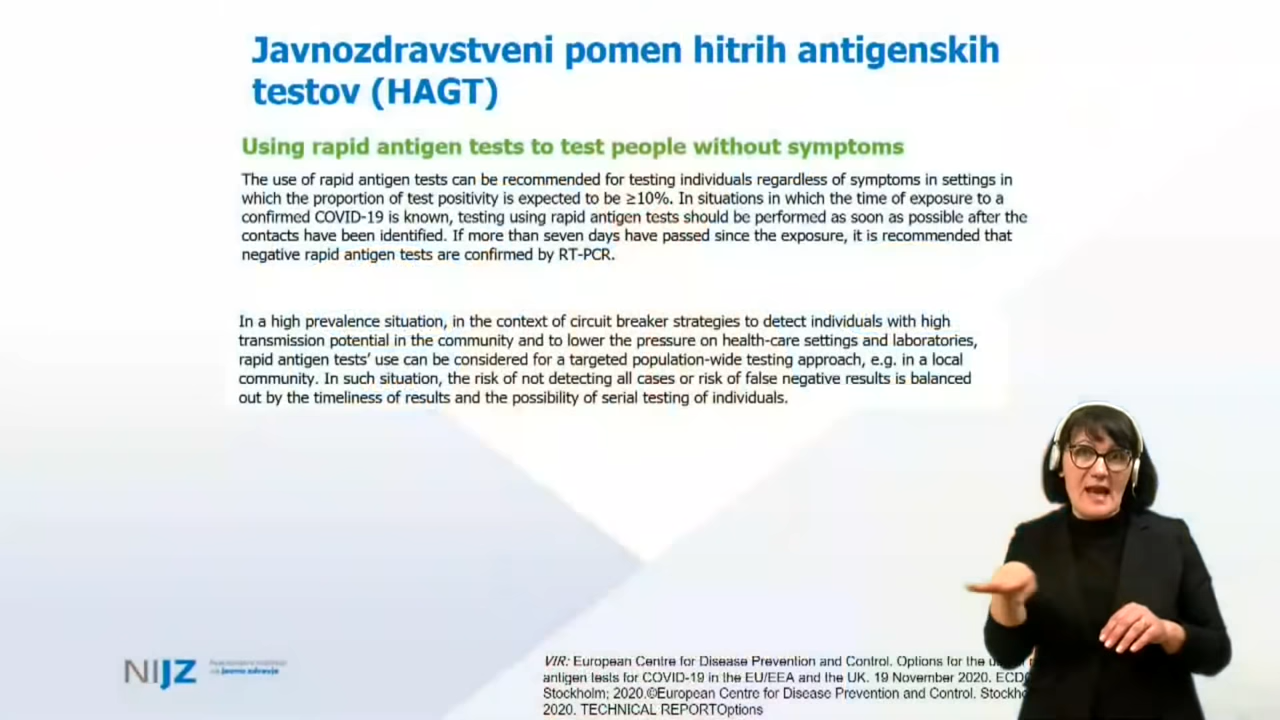 Javnozdravstveni pomen hitrih antigenskih
testov (HAGT)
Using rapid antigen tests to test people without symptoms
The use of rapid antigen tests can be recommended for testing individuals regardless of symptoms in settings in
which the proportion of test positivity is expected to be ≥10%. In situations in which the time of exposure to a
confirmed COVID-19 is known, testing using rapid antigen tests should be performed as soon as possible after the
contacts have been identified. If more than seven days have passed since the exposure, it is recommended that
negative rapid antigen tests are confirmed by RT-PCR.
In a high prevalence situation, in the context of circuit breaker strategies to detect individuals with high
transmission potential in the community and to lower the pressure on health-care settings and laboratories,
rapid antigen tests’ use can be considered for a targeted population-wide testing approach, e.g. in a local
community. In such situation, the risk of not detecting all cases or risk of false negative results is balanced
out by the timeliness of results and the possibility of serial testing of individuals.
NIJZ
javno zdravje
VIR: European Centre for Disease Prevention and Control. Options for the
antigen tests for COVID-19 in the EU/EEA and the UK. 19 November 2020. ECDC
Stockholm; 2020.©European Centre for Disease Prevention and Control.
2020. TECHNICAL REPORTOptions